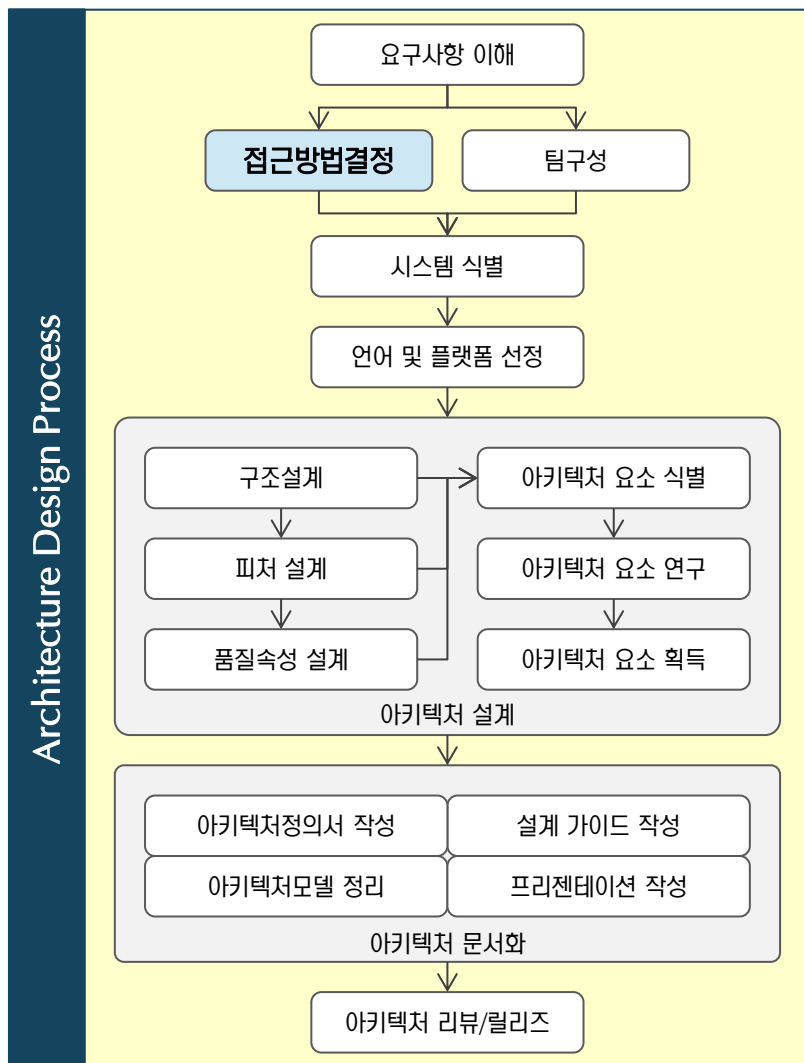 Architecture Design Process
요구사항 이해
접근방법결정
팀구성
시스템 식별
언어 및 플랫폼 선정
구조설계
아키텍처 요소 식별
피처 설계
아키텍처 요소 연구
품질속성 설계
아키텍처 요소 획득
아키텍처 설계
아키텍처정의서 작성
설계 가이드 작성
아키텍처모델 정리
프리젠테이션 작성
아키텍처 문서화
아키텍처 리뷰/릴리즈